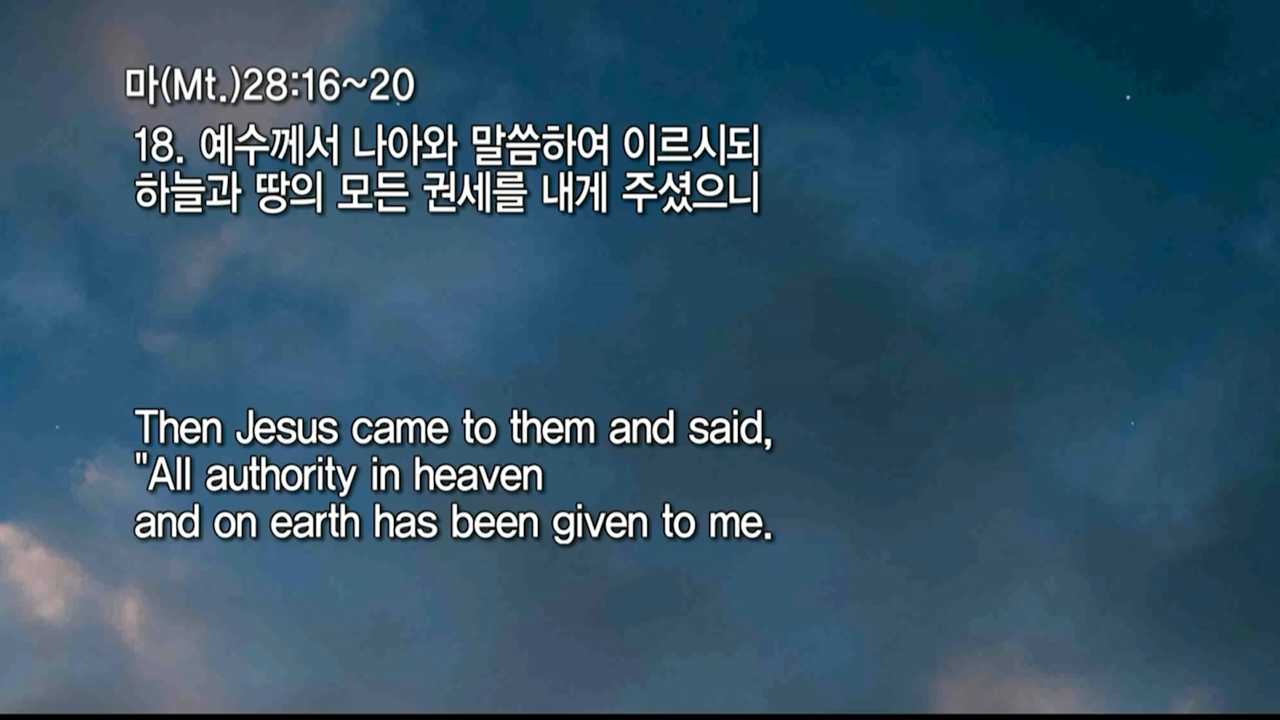 마(Mt.)28:16~20
18. 예수께서 나아와 말씀하여 이르시되
하늘과 땅의 모든 권세를 내게 주셨으니
Then Jesus came to them and said,
"All authority in heaven
and on earth has been given to me.